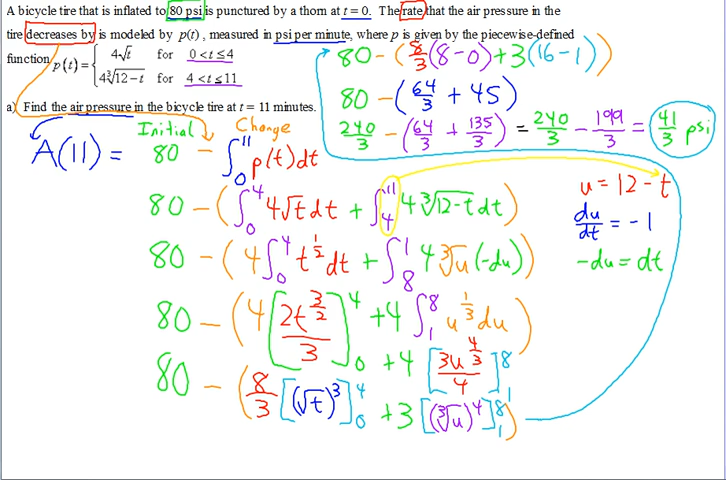 A bicycle tire that is inflated to 80 psi is punctured by a thorn at t = 0. The rate that the air pressure in the
tire decreases by is modeled by p(t), measured in psi per minute, where p is given by the piecewise-defined
function p(t) = { 4√t for 0 < t ≤ 4
4∛12−t for 4 < t ≤ 11
a) Find the air pressure in the bicycle tire at t = 11 minutes.
80 − (8/3(8−0) + 3(16−1))
80 − (64/3 + 45)
240/3 − (64/3 + 135/3) = 240/3 − 199/3 = 41/3 psi
Initial Change
A(11) = 80 − ∫₀¹¹ p(t)dt
80 − (∫₀⁴ 4√t dt + ∫₄¹¹ 4∛12−t dt)
u = 12 − t
du/dt = −1
−du = dt
80 − (4∫₀⁴ t^(1/2) dt + ∫₈¹ 4∛u (−du))
80 − (4[2t^(3/2)/3]₀⁴ + 4∫₁⁸ u^(1/3) du
80 − (8/3[(√t)³]₀⁴ + 4[3u^(4/3)/4]₁⁸
+ 3[(∛u)⁴]₁⁸)